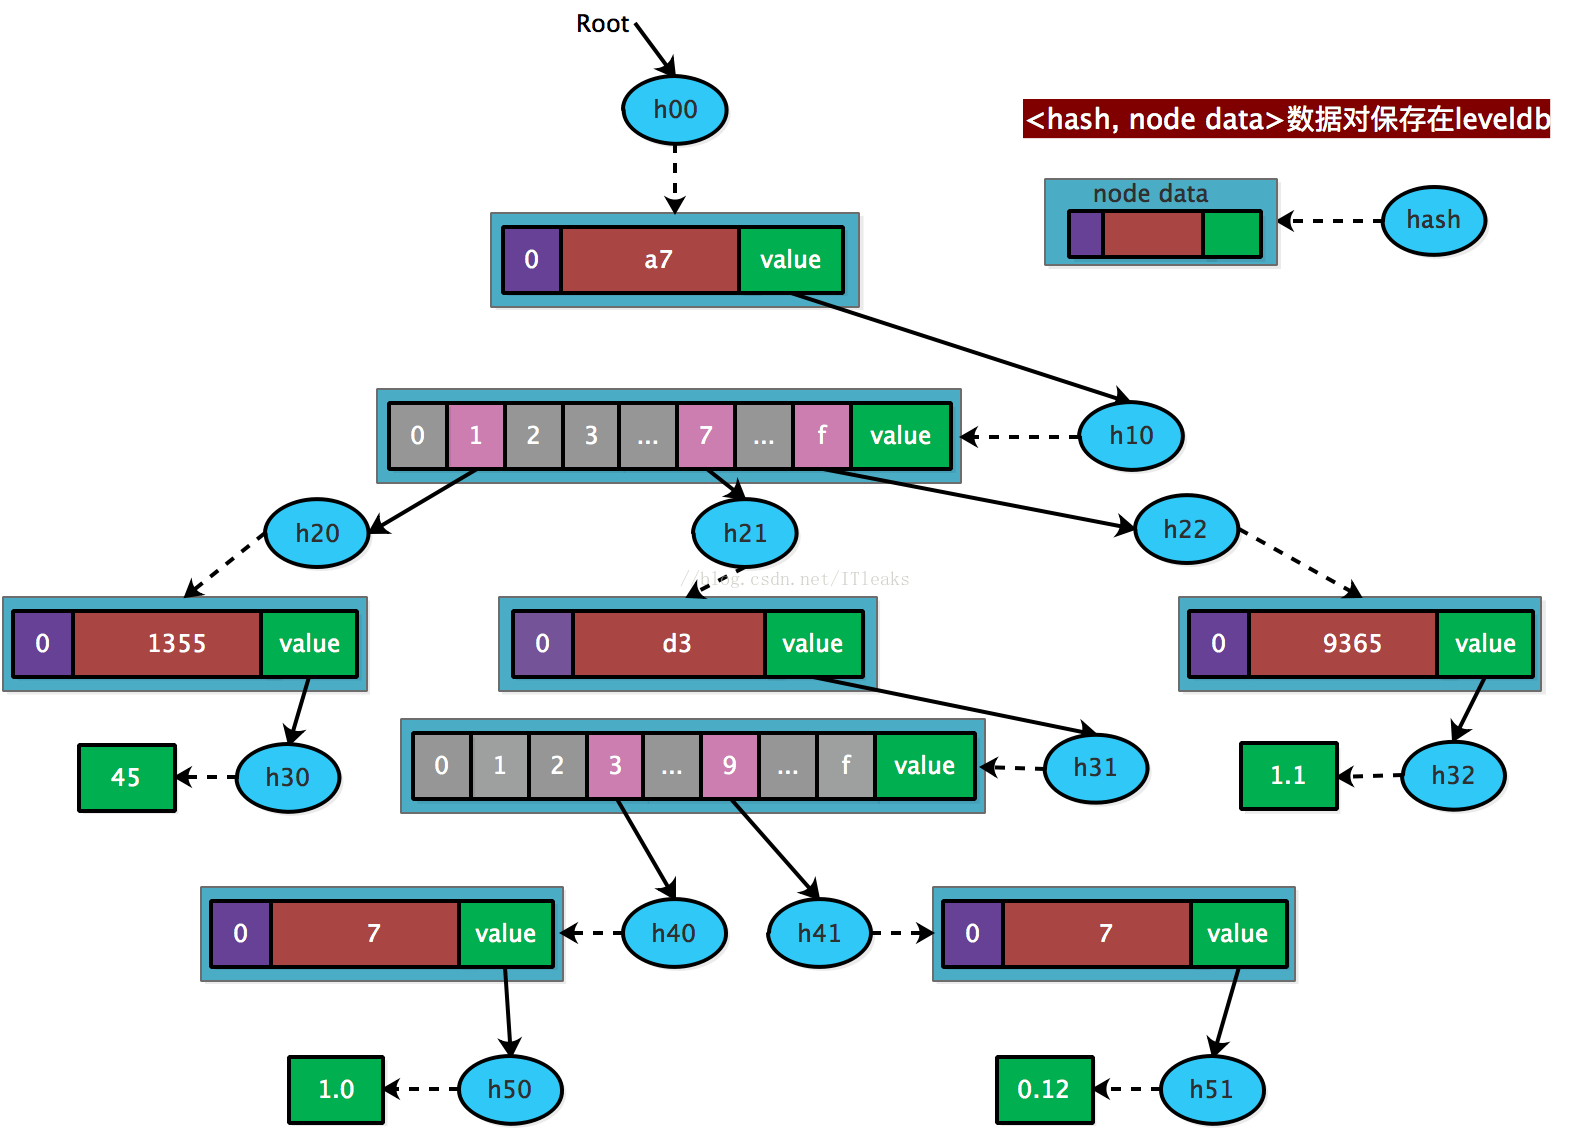 Root
h00
<hash, node data>数据对保存在leveldb
node data
hash
0 a7 value
0 1 2 3 ... 7 ... f value
h10
h20
h21
h22
//blog.csdn.net/ITleaks
0 1355 value
0 d3 value
0 9365 value
0 1 2 3 ... 9 ... f value
h31
45
h30
1.1
h32
0 7 value
h40
h41
0 7 value
1.0
h50
0.12
h51